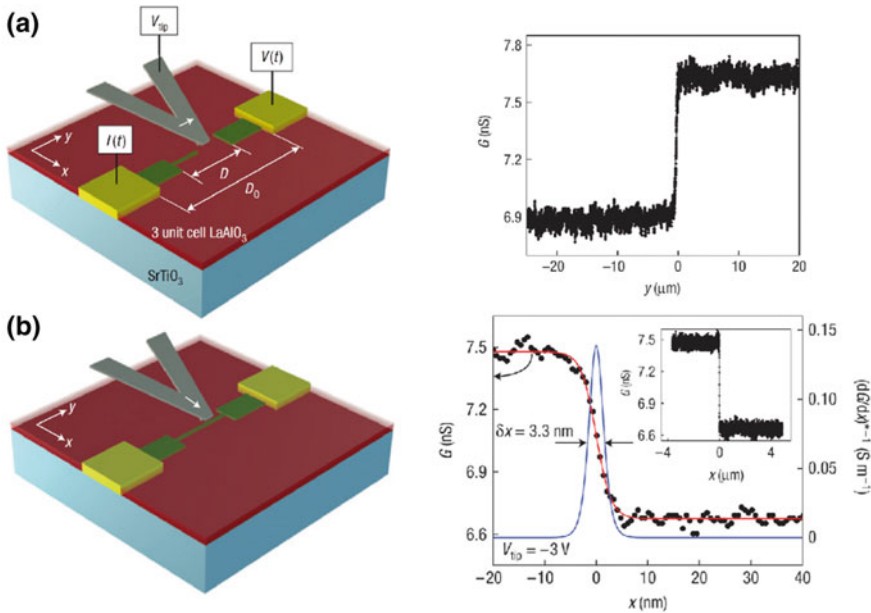 (a)
V_tip
V(t)
I(t)
y
x
D
D_0
3 unit cell LaAlO_3
SrTiO_3
G (nS)
7.8
7.5
7.2
6.9
−20
−10
0
10
20
y (μm)
(b)
y
x
G (nS)
7.5
7.2
6.9
6.6
δx = 3.3 nm
V_tip = −3 V
−20
−10
0
10
20
30
40
x (nm)
0.15
0.10
0.05
0
(dG/dx)*⁻¹ (S m⁻¹)
G (nS)
7.5
7.2
6.9
6.6
−4
0
4
x (μm)